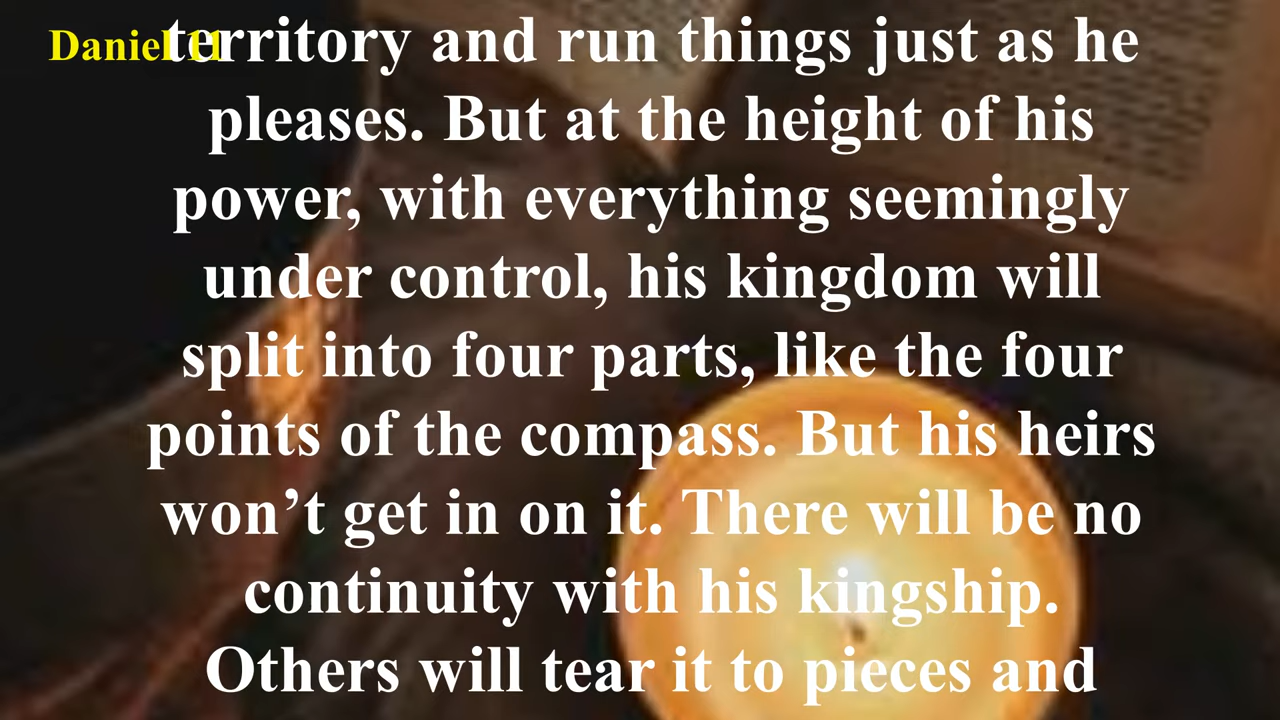 Daniel 11
territory and run things just as he
pleases. But at the height of his
power, with everything seemingly
under control, his kingdom will
split into four parts, like the four
points of the compass. But his heirs
won’t get in on it. There will be no
continuity with his kingship.
Others will tear it to pieces and